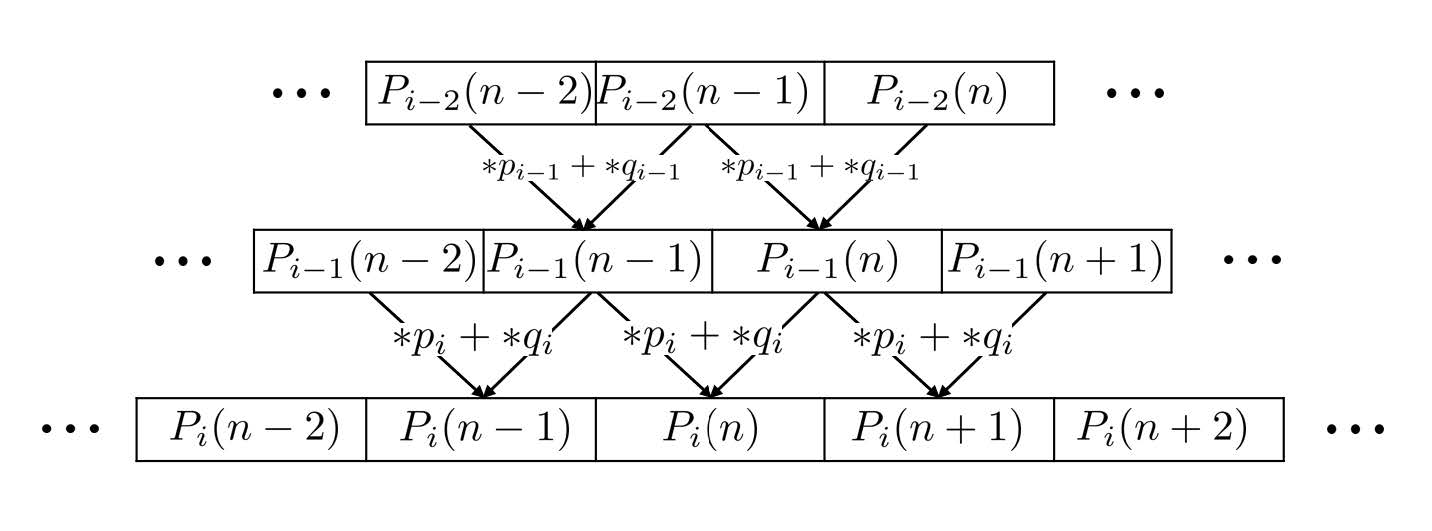 ··· P_{i−2}(n − 2) P_{i−2}(n − 1) P_{i−2}(n) ···
∗p_{i−1} + ∗q_{i−1} ∗p_{i−1} + ∗q_{i−1}
··· P_{i−1}(n − 2) P_{i−1}(n − 1) P_{i−1}(n) P_{i−1}(n + 1) ···
∗p_i + ∗q_i ∗p_i + ∗q_i ∗p_i + ∗q_i
··· P_i(n − 2) P_i(n − 1) P_i(n) P_i(n + 1) P_i(n + 2) ···